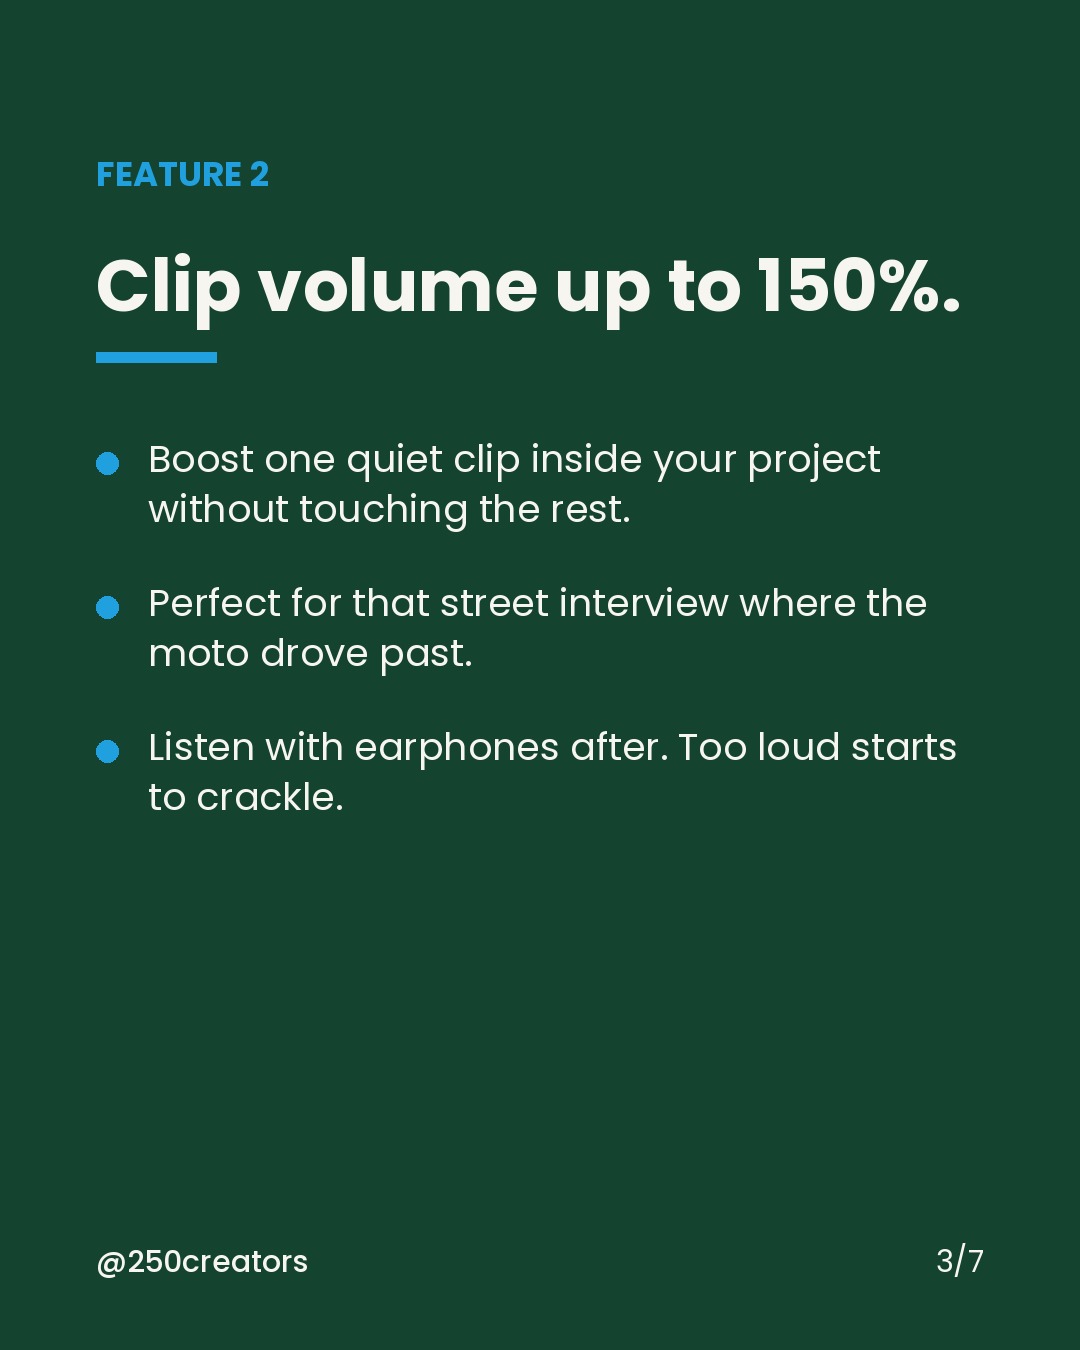 FEATURE 2
Clip volume up to 150%.
Boost one quiet clip inside your project
without touching the rest.
Perfect for that street interview where the
moto drove past.
Listen with earphones after. Too loud starts
to crackle.
@250creators
3/7